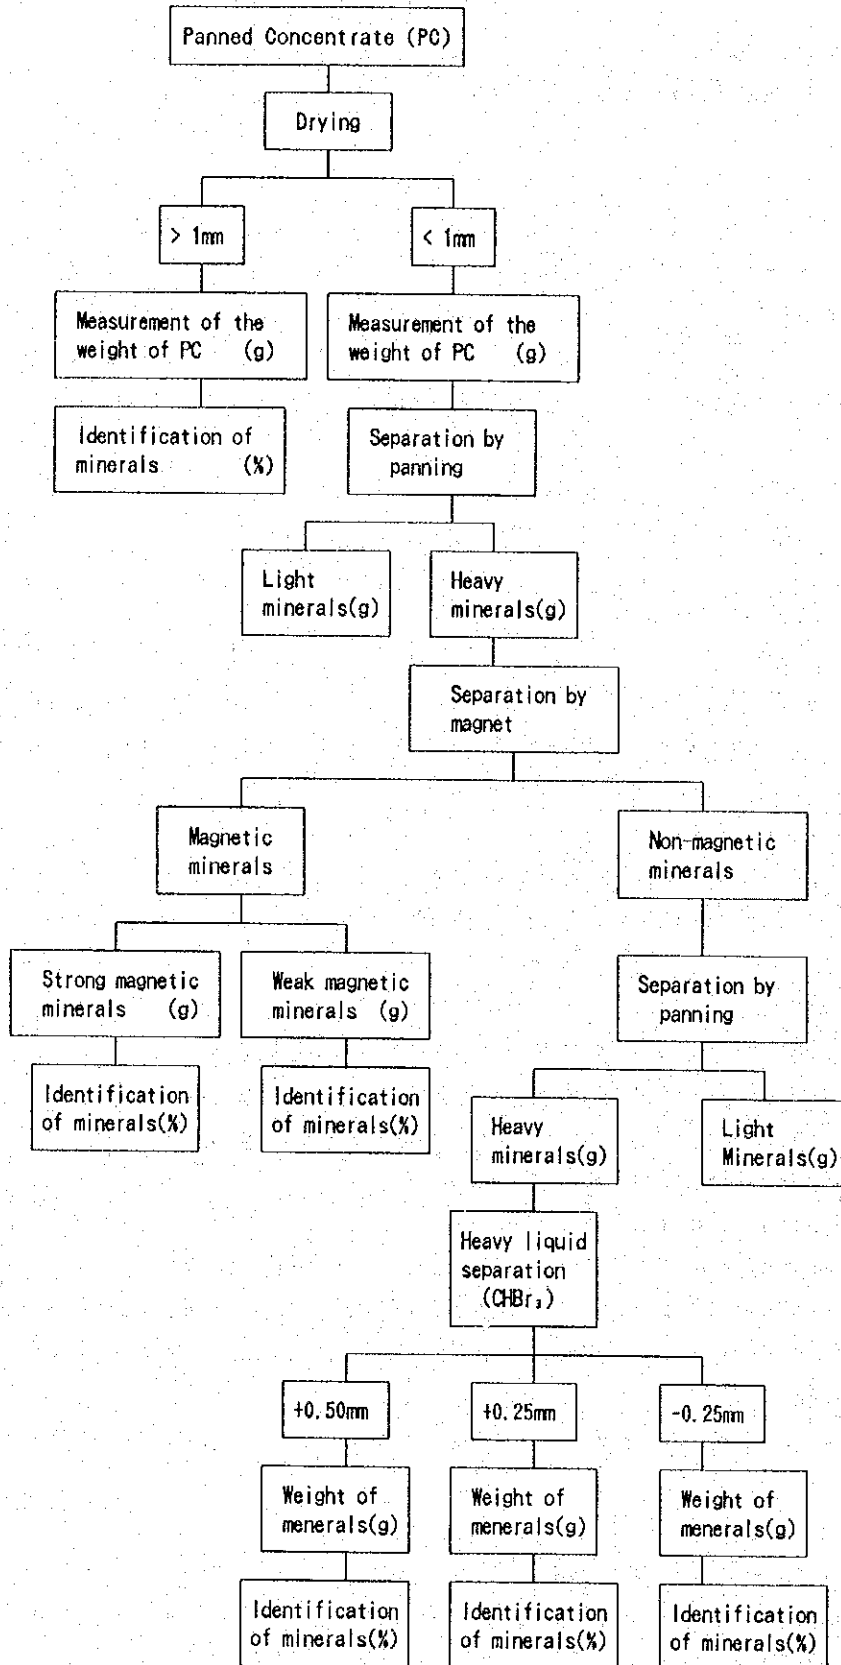 Panned Concentrate (PC)
Drying
> 1mm
< 1mm
Measurement of the
weight of PC (g)
Measurement of the
weight of PC (g)
Identification of
minerals (%)
Separation by
panning
Light
minerals(g)
Heavy
minerals(g)
Separation by
magnet
Magnetic
minerals
Non-magnetic
minerals
Strong magnetic
minerals (g)
Weak magnetic
minerals (g)
Separation by
panning
Identification
of minerals(%)
Identification
of minerals(%)
Heavy
minerals(g)
Light
Minerals(g)
Heavy liquid
separation
(CHBr₃)
+0.50mm
+0.25mm
-0.25mm
Weight of
menerals(g)
Weight of
menerals(g)
Weight of
menerals(g)
Identification
of minerals(%)
Identification
of minerals(%)
Identification
of minerals(%)